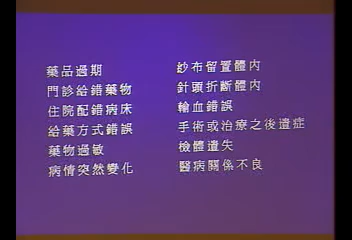 藥品過期
門診給錯藥物
住院配錯病床
給藥方式錯誤
藥物過敏
病情突然變化
紗布留置體內
針頭折斷體內
輸血錯誤
手術或治療之後遺症
檢體遺失
醫病關係不良